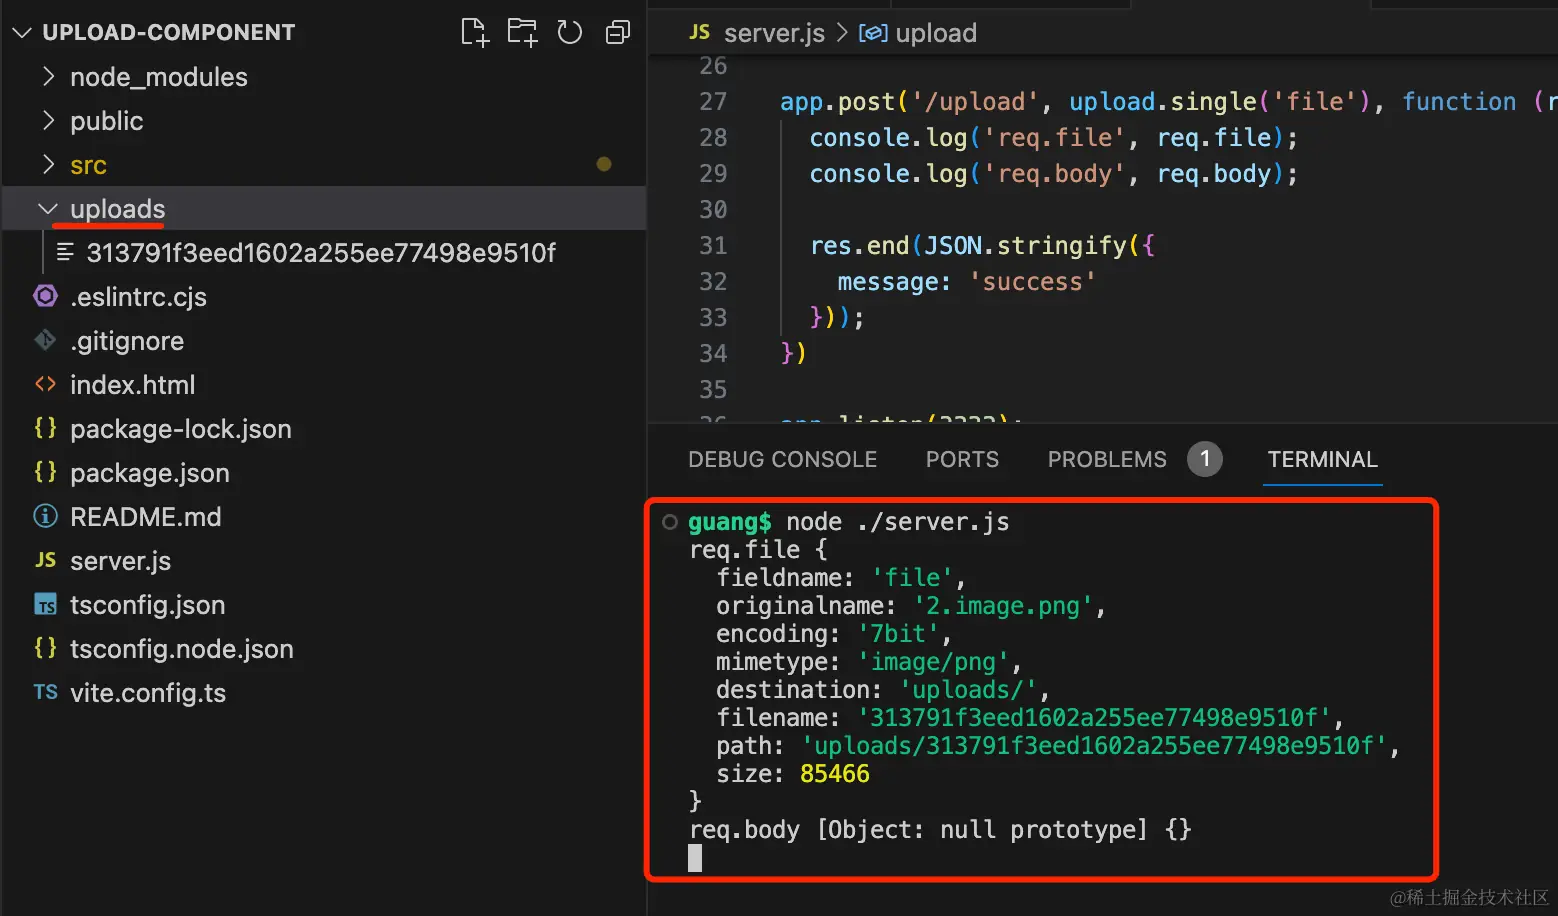 UPLOAD-COMPONENT
node_modules
public
src
uploads
313791f3eed1602a255ee77498e9510f
.eslintrc.cjs
.gitignore
index.html
package-lock.json
package.json
README.md
JS server.js
TS tsconfig.json
tsconfig.node.json
TS vite.config.ts
JS server.js > upload
26
27 app.post('/upload', upload.single('file'), function (r
28 console.log('req.file', req.file);
29 console.log('req.body', req.body);
30
31 res.end(JSON.stringify({
32 message: 'success'
33 }));
34 })
35
36 app.listen(3333);
DEBUG CONSOLE PORTS PROBLEMS 1 TERMINAL
guang$ node ./server.js
req.file {
fieldname: 'file',
originalname: '2.image.png',
encoding: '7bit',
mimetype: 'image/png',
destination: 'uploads/',
filename: '313791f3eed1602a255ee77498e9510f',
path: 'uploads/313791f3eed1602a255ee77498e9510f',
size: 85466
}
req.body [Object: null prototype] {}
@稀土掘金技术社区